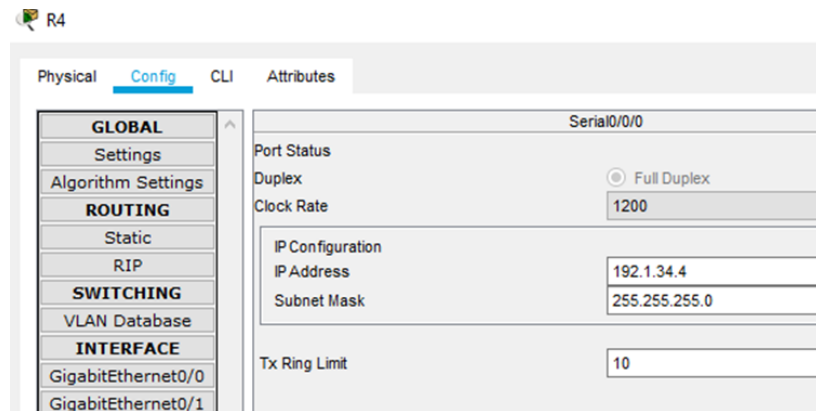 R4
Physical Config CLI Attributes
GLOBAL
Settings
Algorithm Settings
ROUTING
Static
RIP
SWITCHING
VLAN Database
INTERFACE
GigabitEthernet0/0
GigabitEthernet0/1
Serial0/0/0
Port Status
Duplex Full Duplex
Clock Rate 1200
IP Configuration
IP Address 192.1.34.4
Subnet Mask 255.255.255.0
Tx Ring Limit 10